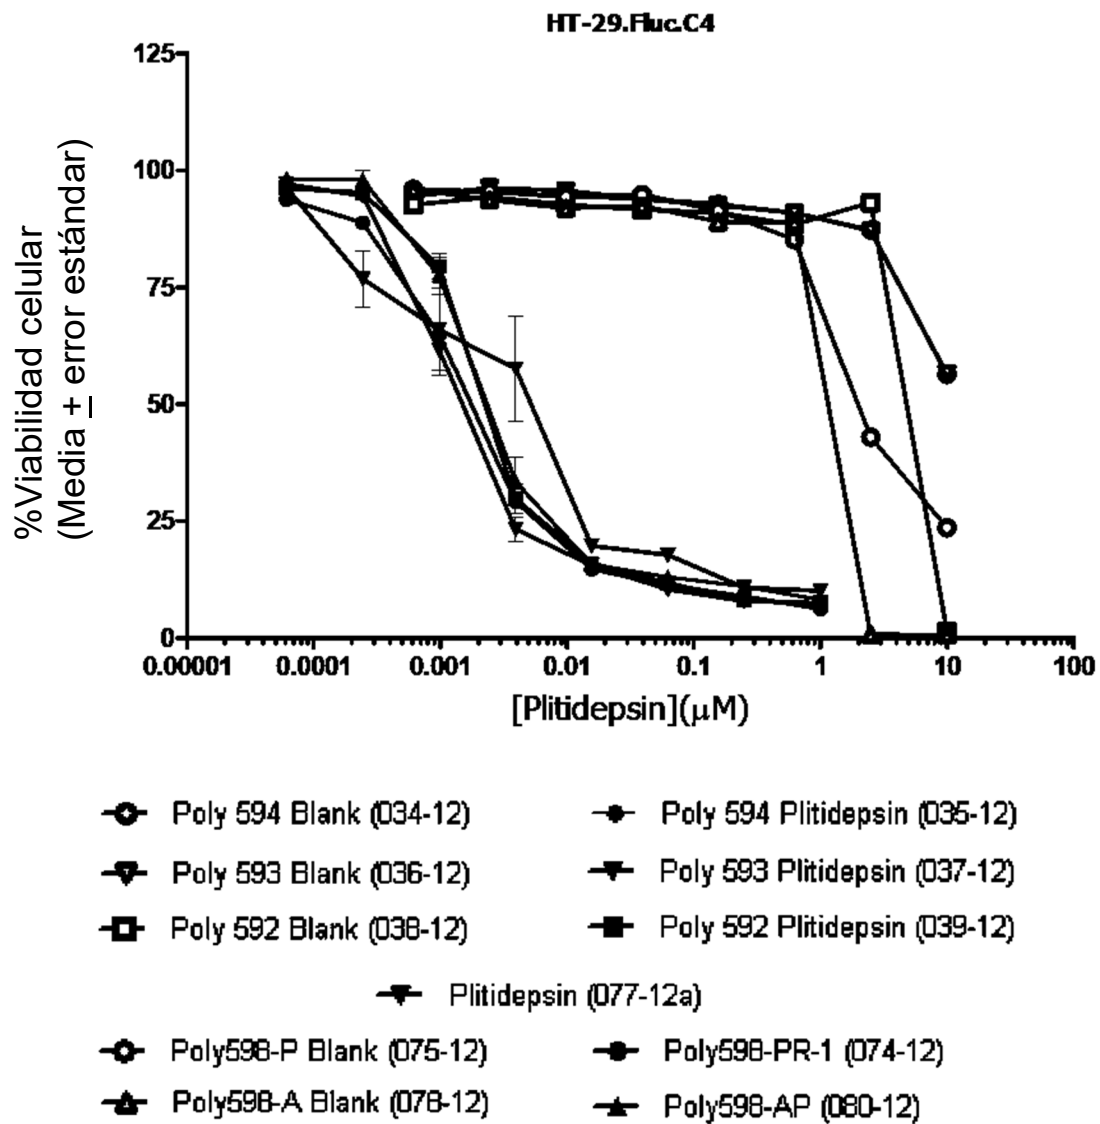 HT-29.Fluc.C4
%Viabilidad celular
(Media ± error estándar)
125
100
75
50
25
0
0.00001 0.0001 0.001 0.01 0.1 1 10 100
[Plitidepsin](μM)
Poly 594 Blank (034-12) Poly 594 Plitidepsin (035-12)
Poly 593 Blank (036-12) Poly 593 Plitidepsin (037-12)
Poly 592 Blank (038-12) Poly 592 Plitidepsin (039-12)
Plitidepsin (077-12a)
Poly598-P Blank (075-12) Poly598-PR-1 (074-12)
Poly598-A Blank (078-12) Poly598-AP (080-12)